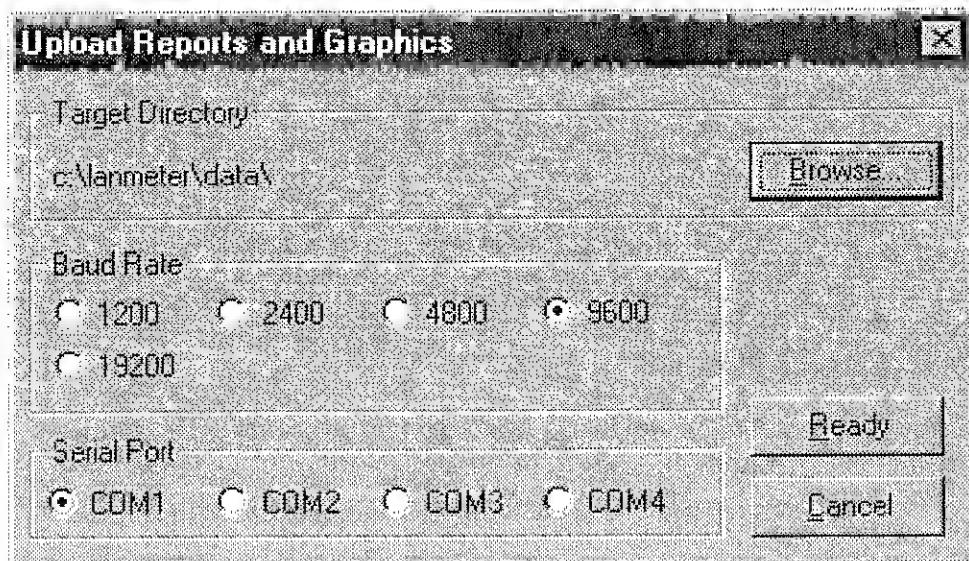 Upload Reports and Graphics
Target Directory
c:\lanmeter\data\
Browse...
Baud Rate
1200 2400 4800 9600
19200
Ready
Serial Port
COM1 COM2 COM3 COM4
Cancel